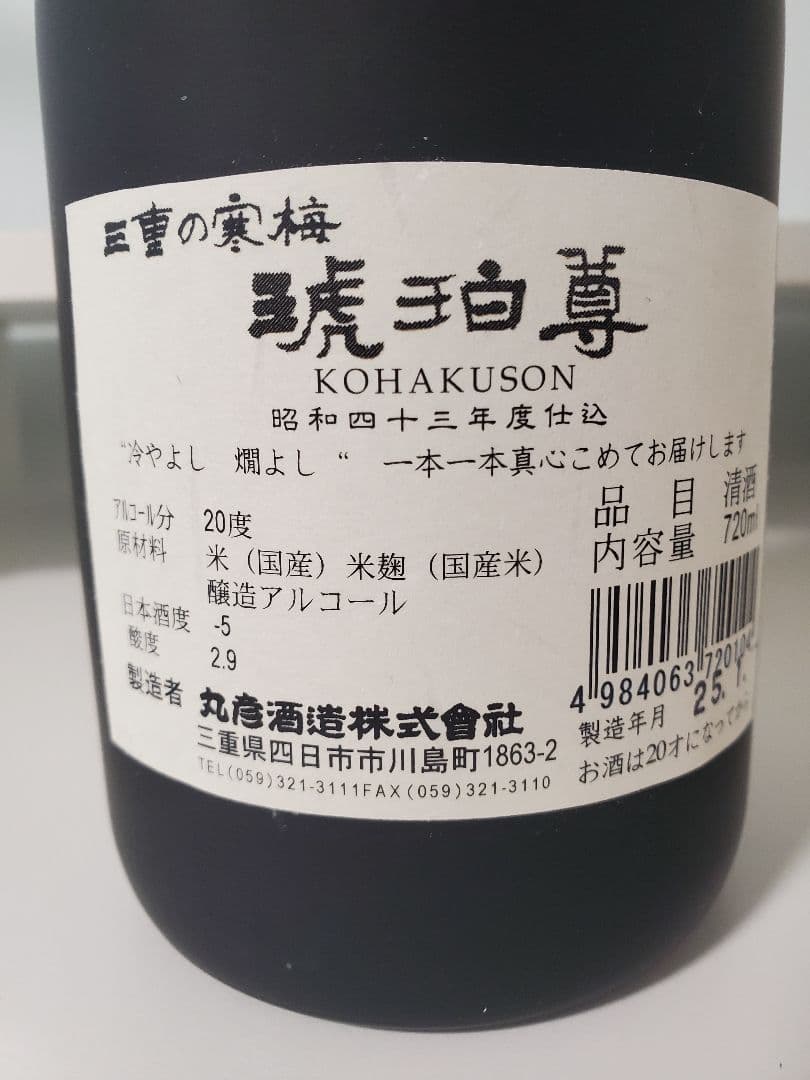 三重の寒梅
琥珀尊
KOHAKUSON
昭和四十三年度仕込
“冷やよし 燗よし “ 一本一本真心こめてお届けします
品目 清酒
内容量 720ml
アルコール分 20度
原材料 米（国産）米麹（国産米）
醸造アルコール
日本酒度 -5
酸度 2.9
製造者 丸彦酒造株式會社
三重県四日市市川島町1863-2
TEL(059)321-3111FAX(059)321-3110
4 984063 720104
製造年月 25.1.
お酒は20才になってから